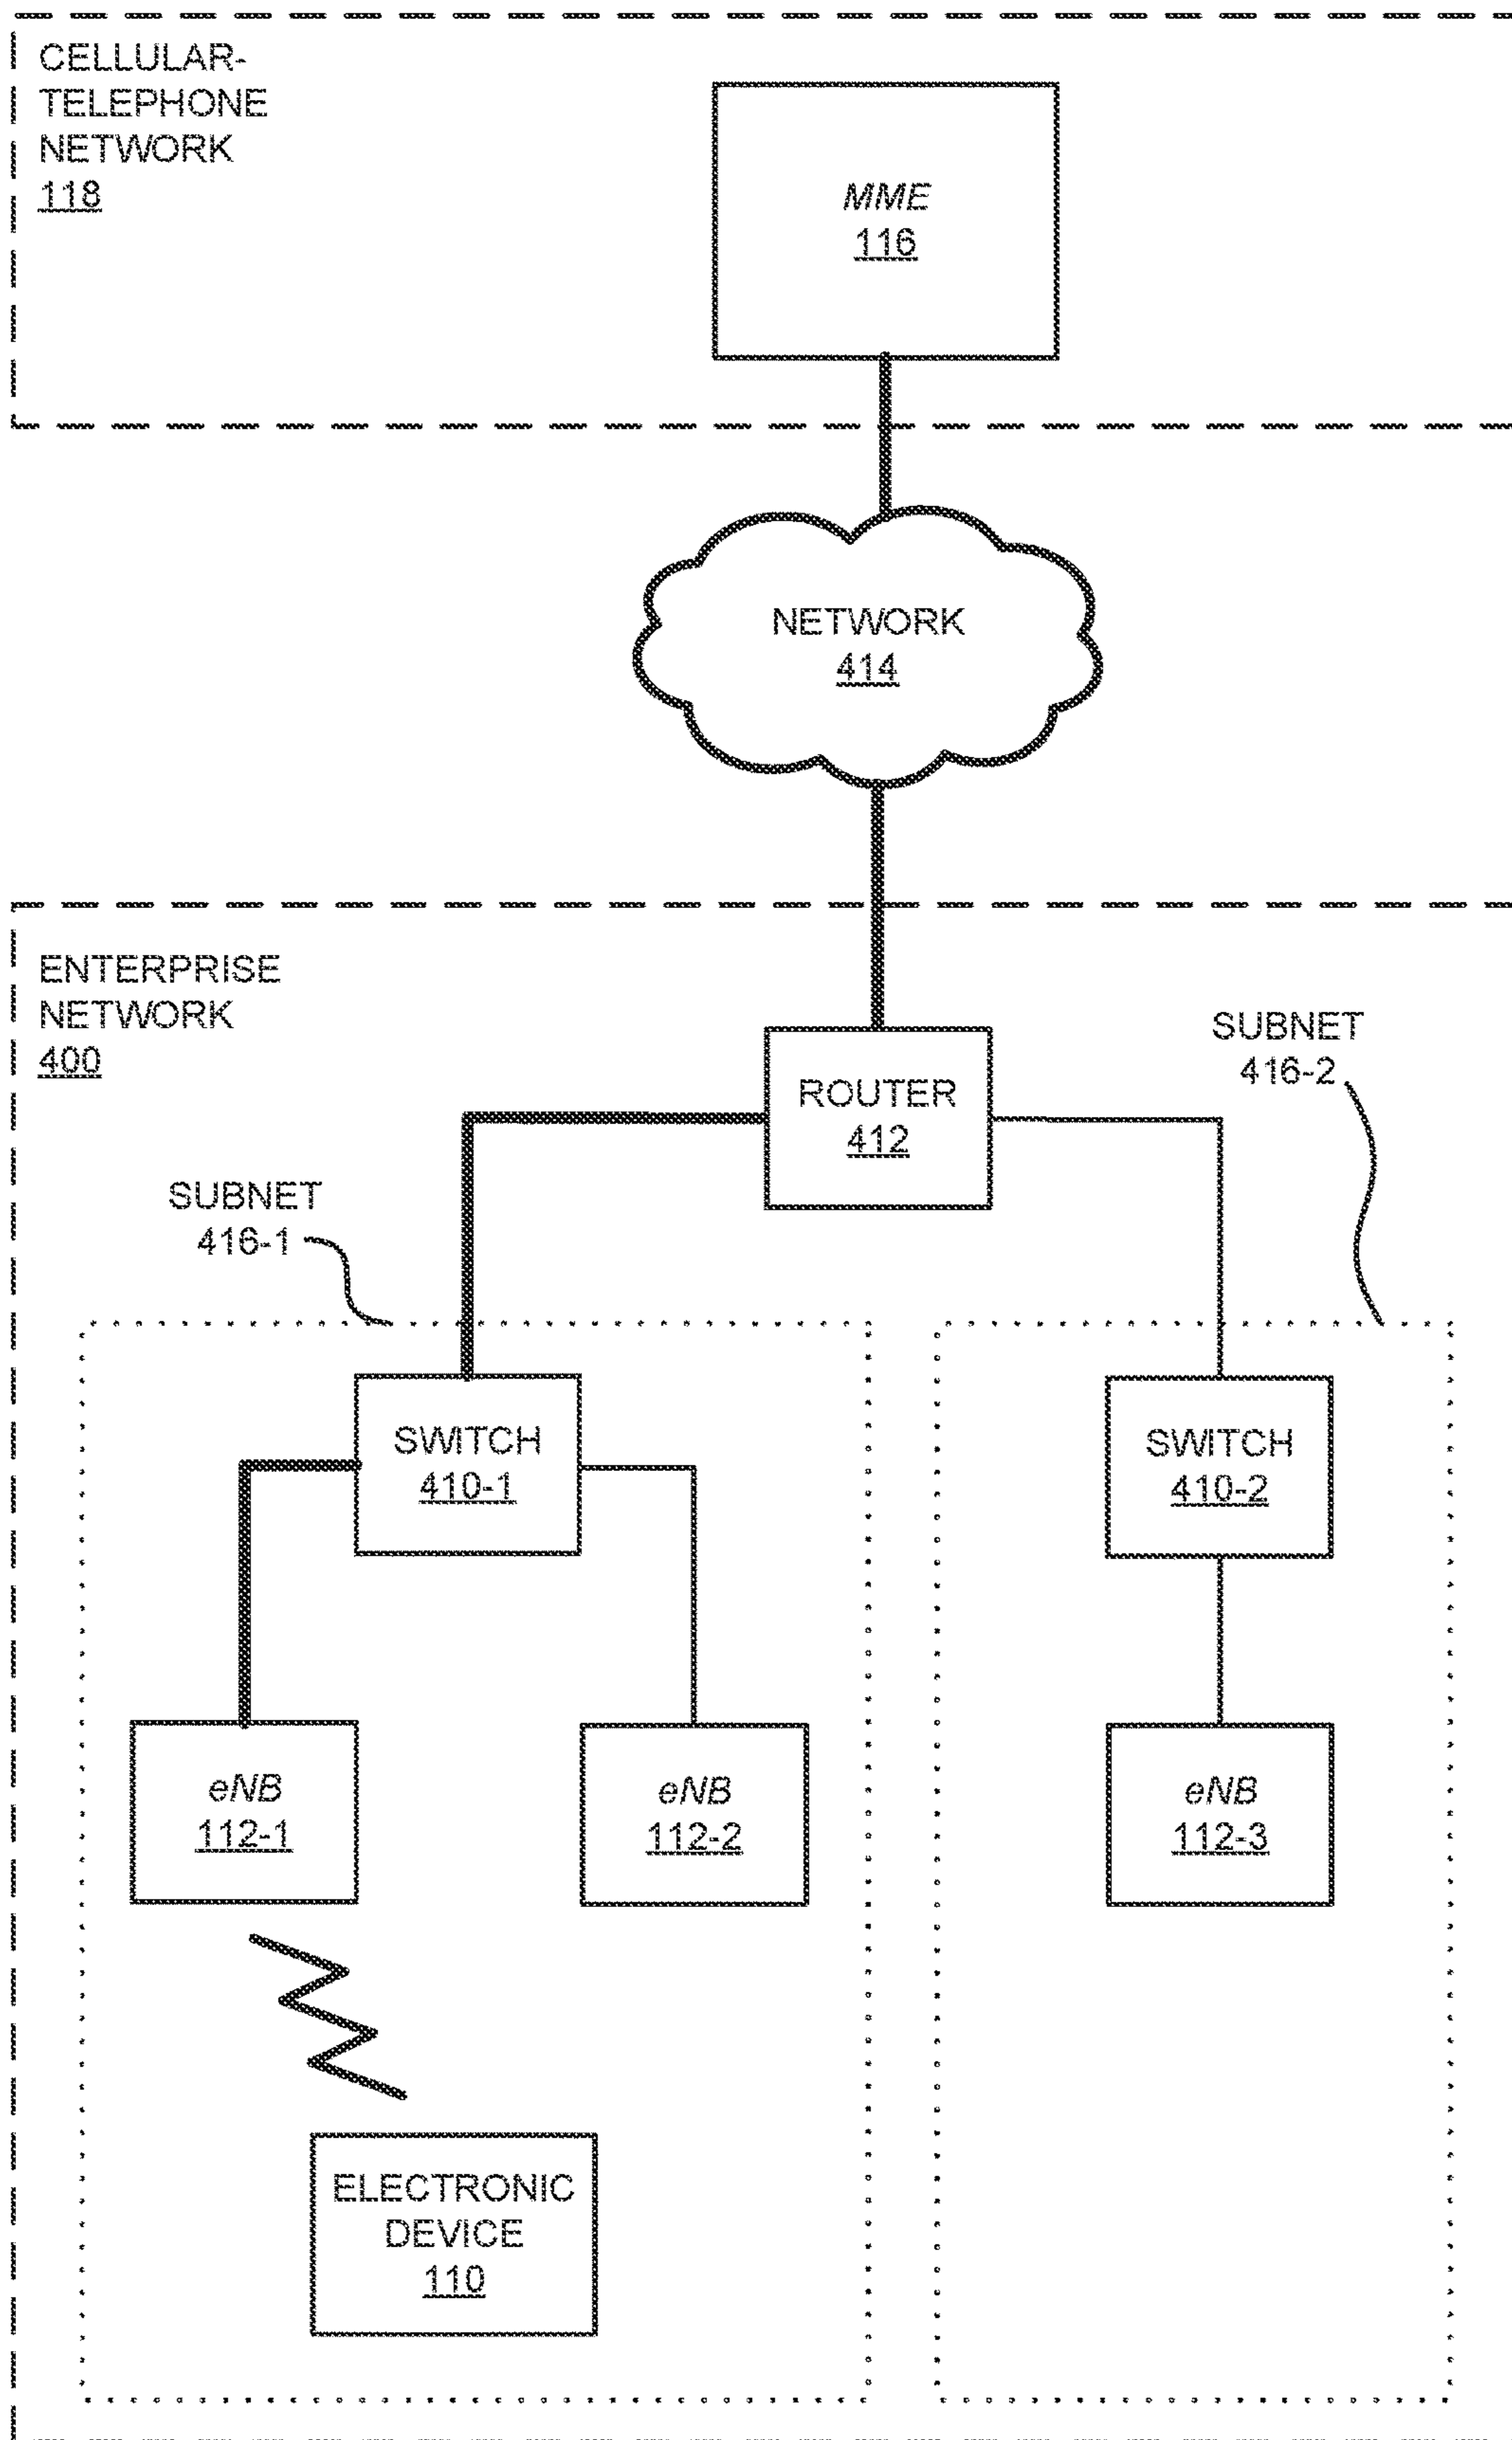 CELLULAR-
TELEPHONE
NETWORK
118
MME
116
NETWORK
414
ENTERPRISE
NETWORK
400
SUBNET
416-2
ROUTER
412
SUBNET
416-1
SWITCH
410-1
SWITCH
410-2
eNB
112-1
eNB
112-2
eNB
112-3
ELECTRONIC
DEVICE
110